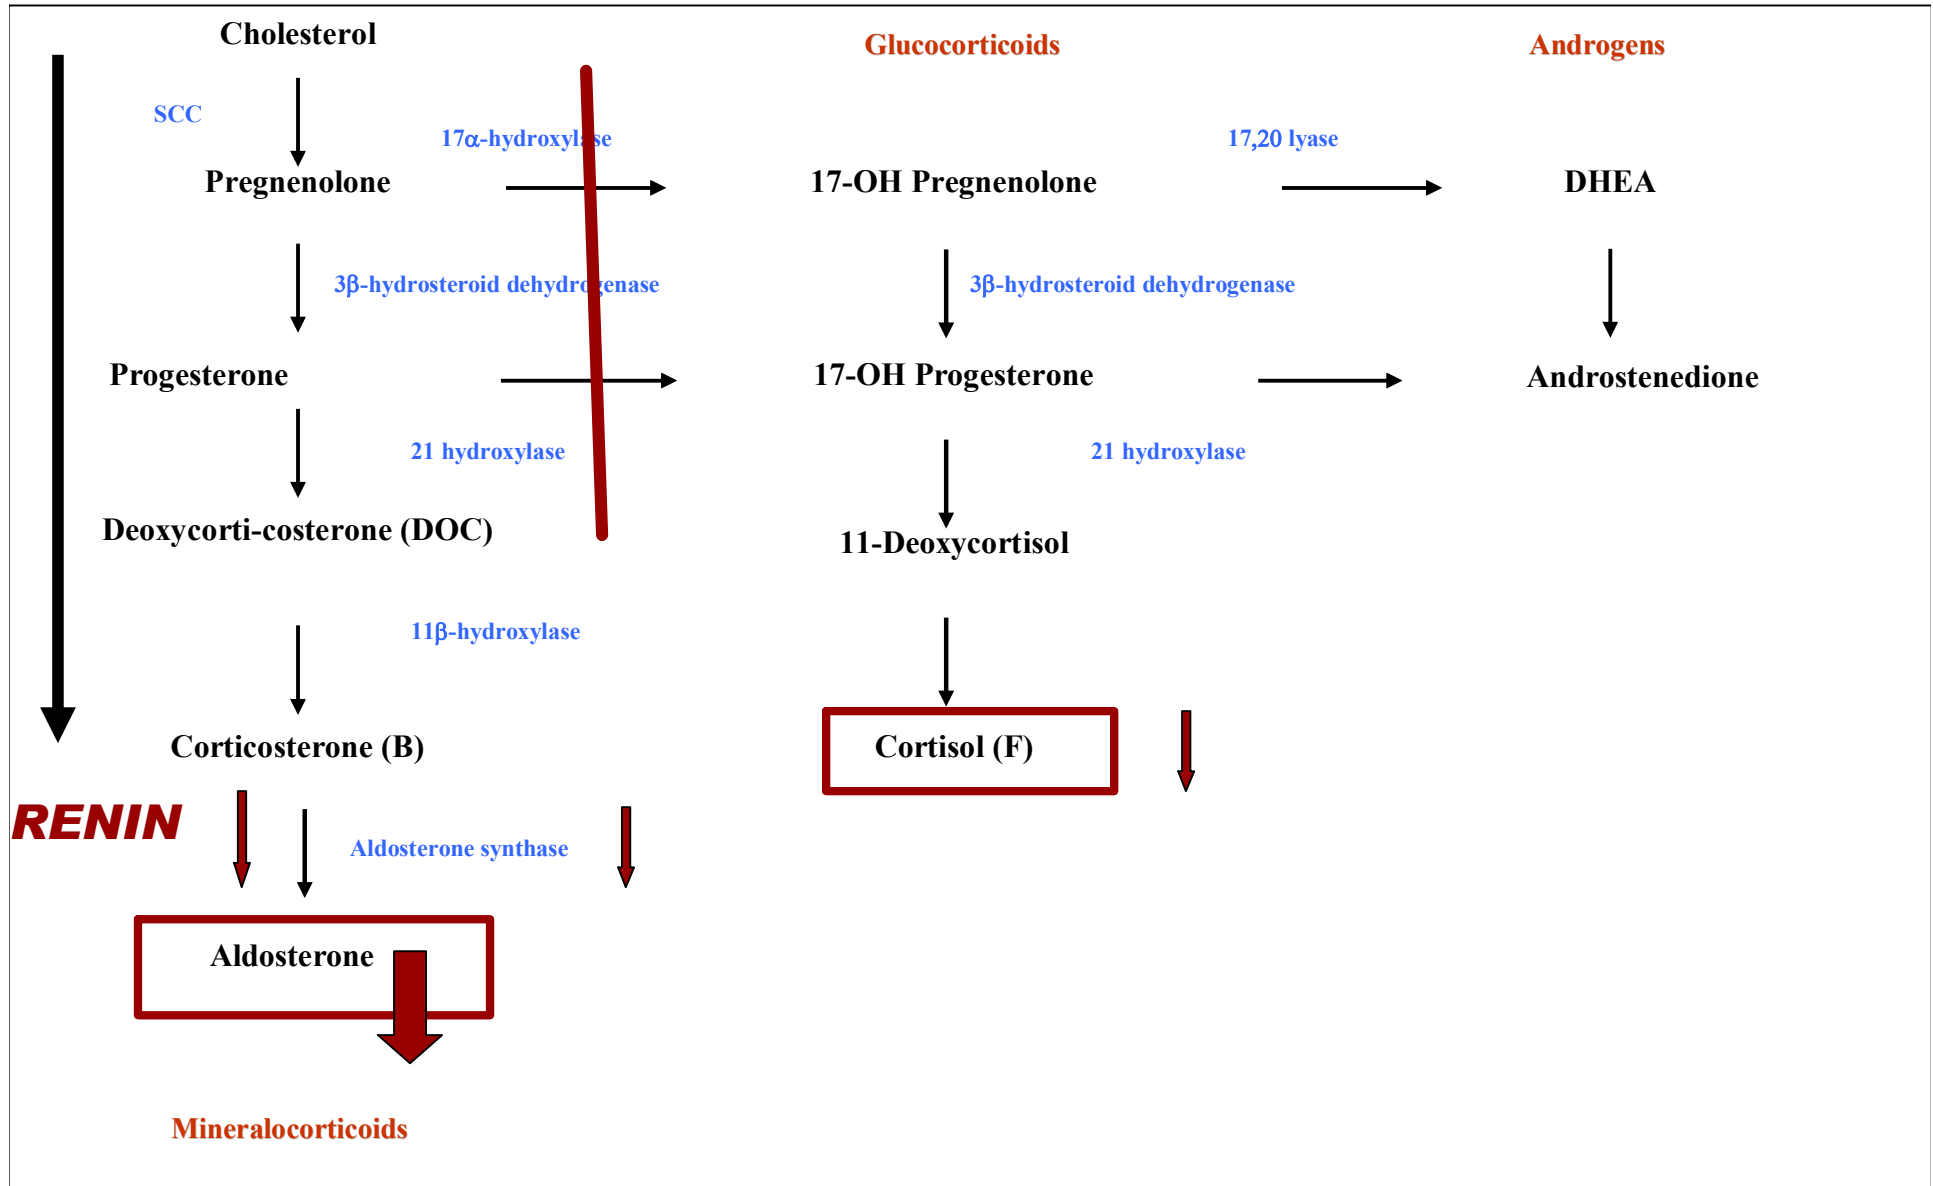 Cholesterol
Glucocorticoids
Androgens
SCC
17α-hydroxylase
17,20 lyase
Pregnenolone
17-OH Pregnenolone
DHEA
3β-hydrosteroid dehydrogenase
3β-hydrosteroid dehydrogenase
Progesterone
17-OH Progesterone
Androstenedione
21 hydroxylase
21 hydroxylase
Deoxycorti-costerone (DOC)
11-Deoxycortisol
11β-hydroxylase
Corticosterone (B)
Cortisol (F)
RENIN
Aldosterone synthase
Aldosterone
Mineralocorticoids